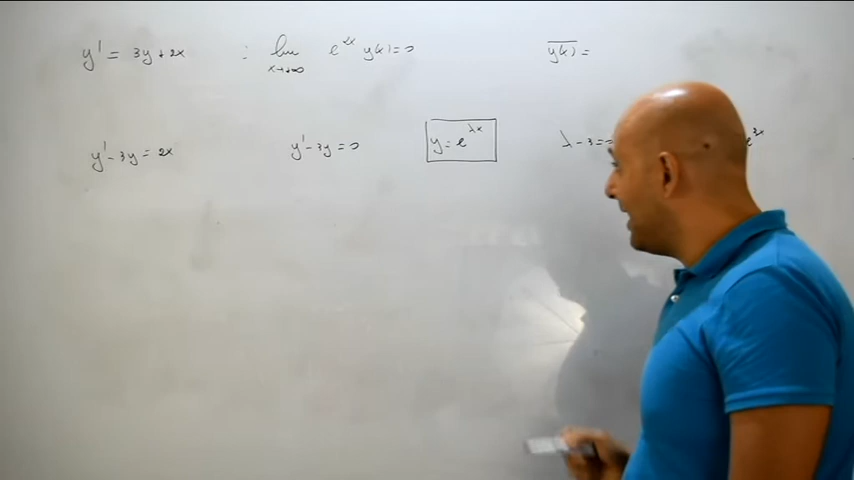 y' = 3y + 2x : lim x→+∞ e^{2x} y(x) = 0 y(x) =
y' - 3y = 2x y' - 3y = 0 y = e^{λx} λ - 3 = 0